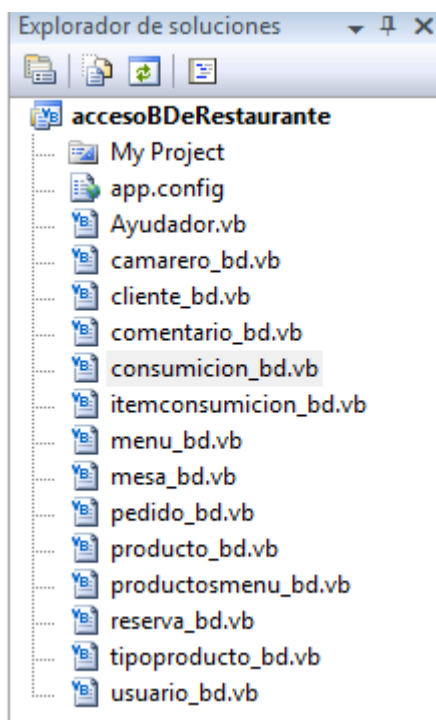 Explorador de soluciones
accesoBDeRestaurante
My Project
app.config
Ayudador.vb
camarero_bd.vb
cliente_bd.vb
comentario_bd.vb
consumicion_bd.vb
itemconsumicion_bd.vb
menu_bd.vb
mesa_bd.vb
pedido_bd.vb
producto_bd.vb
productosmenu_bd.vb
reserva_bd.vb
tipoproducto_bd.vb
usuario_bd.vb